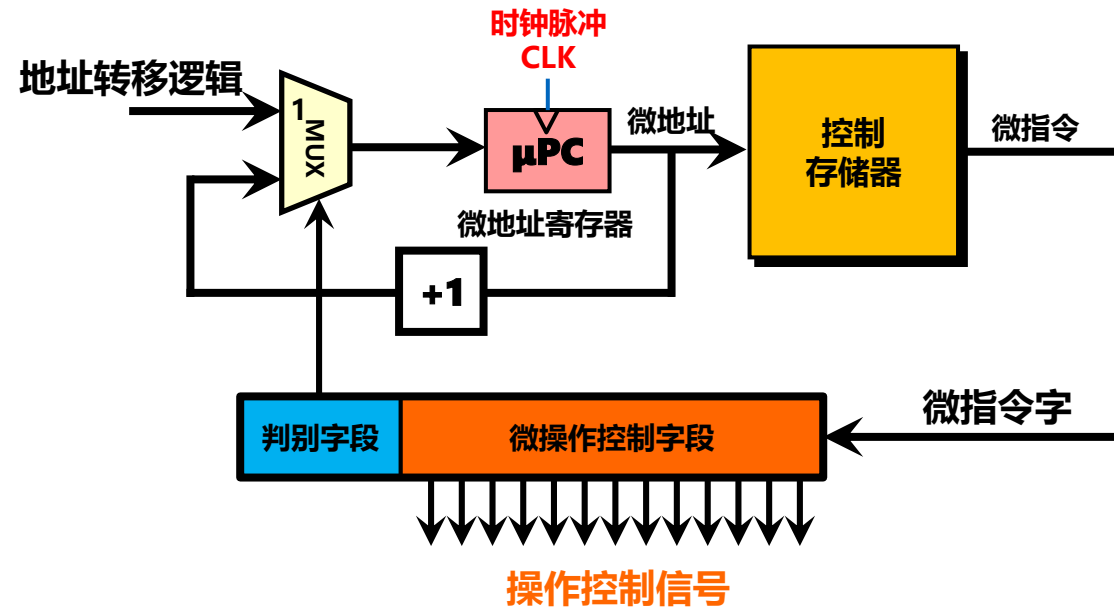 时钟脉冲
CLK
地址转移逻辑
1
MUX
μPC
微地址
控制
存储器
微指令
微地址寄存器
+1
微指令字
判别字段
微操作控制字段
操作控制信号